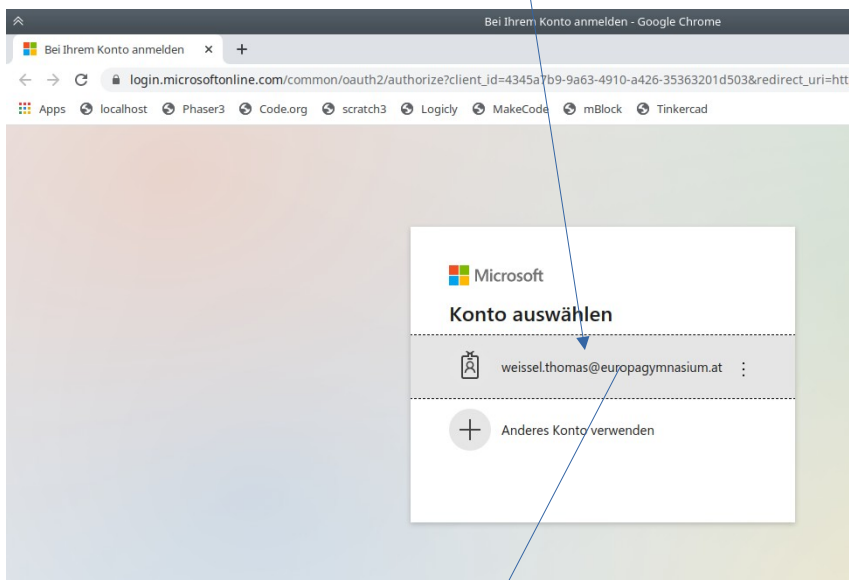 Bei Ihrem Konto anmelden - Google Chrome
Bei Ihrem Konto anmelden
login.microsoftonline.com/common/oauth2/authorize?client_id=4345a7b9-9a63-4910-a426-35363201d503&redirect_uri=htt
Apps localhost Phaser3 Code.org scratch3 Logicly MakeCode mBlock Tinkercad
Microsoft
Konto auswählen
weissel.thomas@europagymnasium.at
Anderes Konto verwenden